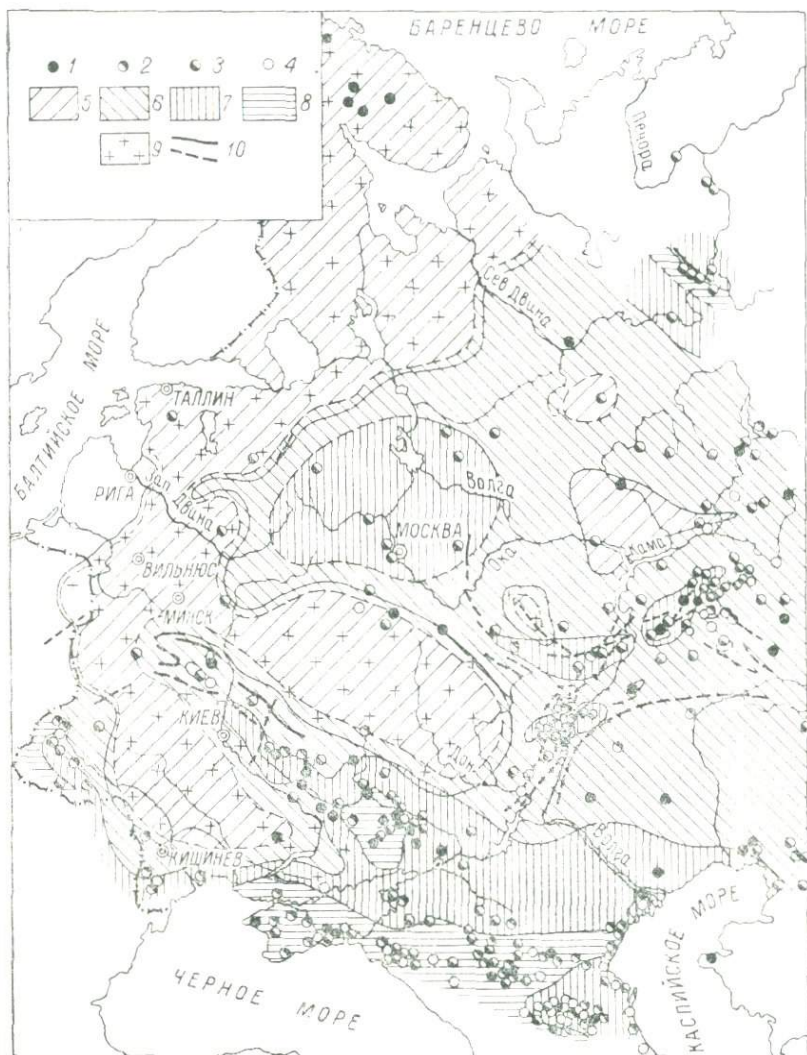 БАРЕНЦЕВО МОРЕ
1 2 3 4
5 6 7 8
9 10
Печора
Сев Двина
БАЛТИЙСКОЕ МОРЕ
ТАЛЛИН
РИГА
Зап Двина
Волга
МОСКВА
Ока
Кама
ВИЛЬНЮС
МИНСК
КИЕВ
Дон
Волга
КИШИНЕВ
ЧЕРНОЕ МОРЕ
КАСПИЙСКОЕ МОРЕ